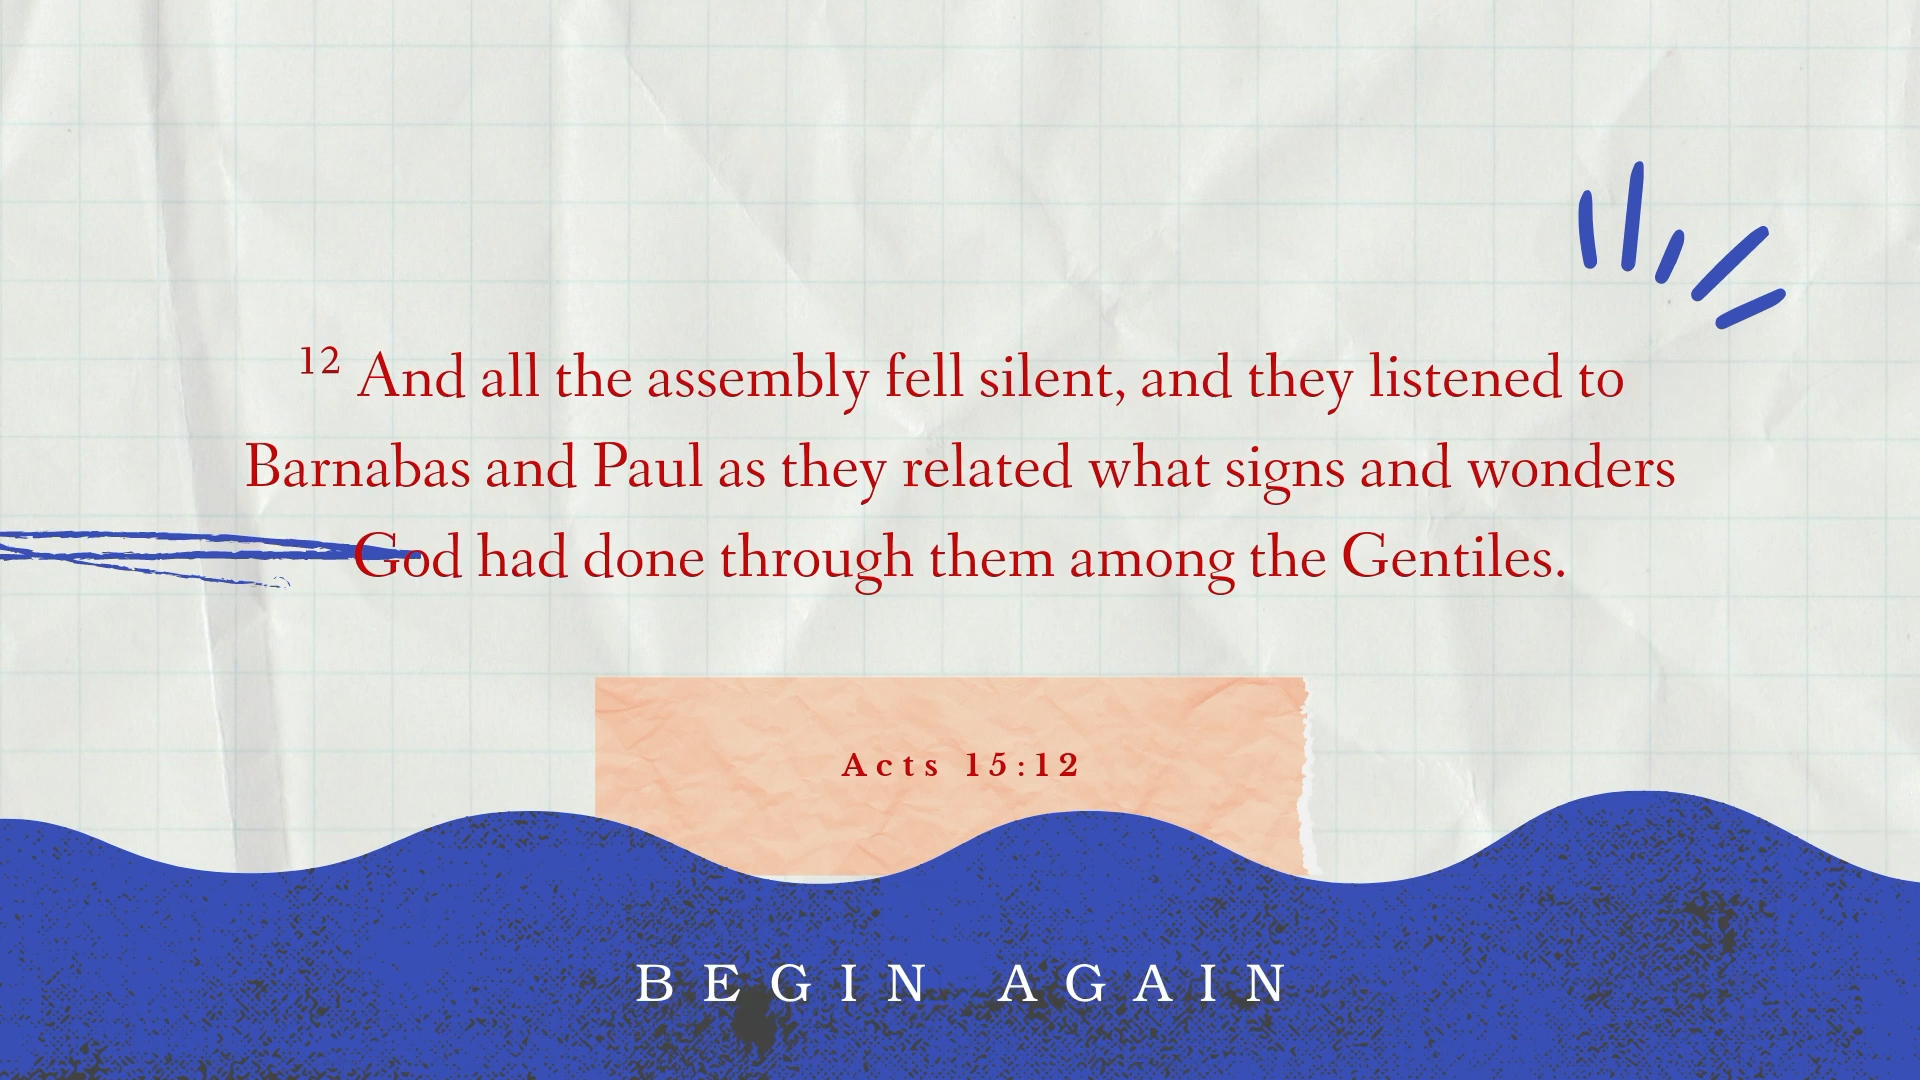 ¹² And all the assembly fell silent, and they listened to
Barnabas and Paul as they related what signs and wonders
God had done through them among the Gentiles.
Acts 15:12
BEGIN AGAIN